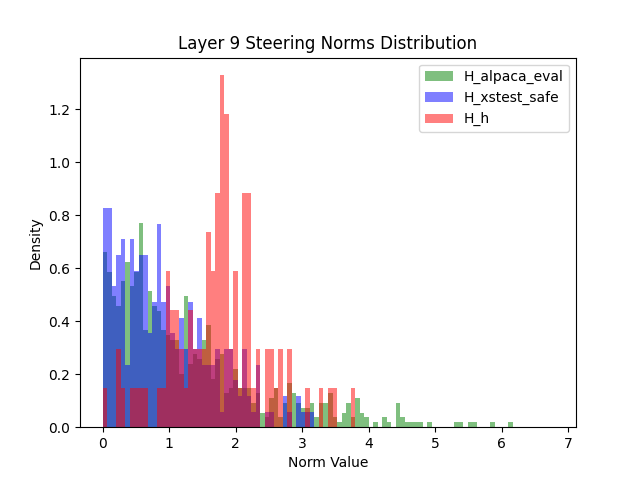 Layer 9 Steering Norms Distribution
H_alpaca_eval
H_xstest_safe
H_h
Density
1.2
1.0
0.8
0.6
0.4
0.2
0.0
0 1 2 3 4 5 6 7
Norm Value